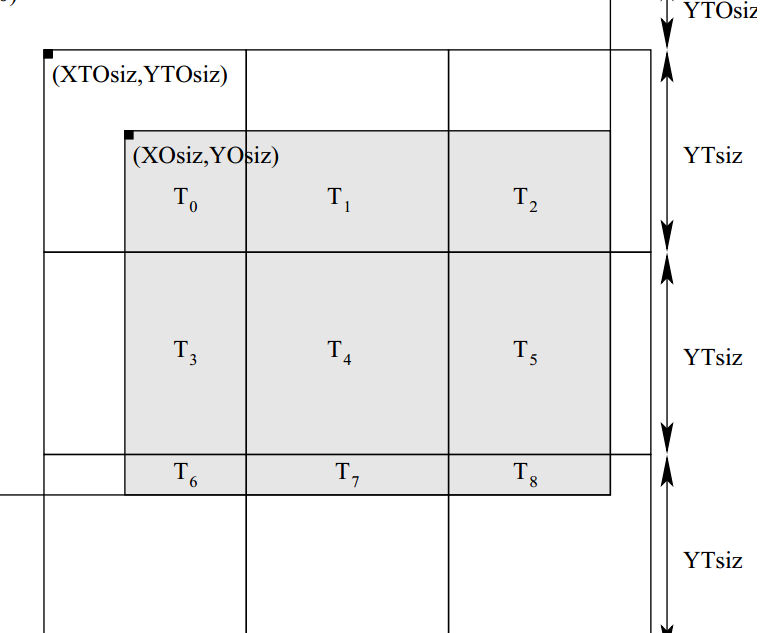 YTOsiz
(XTOsiz,YTOsiz)
(XOsiz,YOsiz)
YTsiz
T0 T1 T2
T3 T4 T5
YTsiz
T6 T7 T8
YTsiz